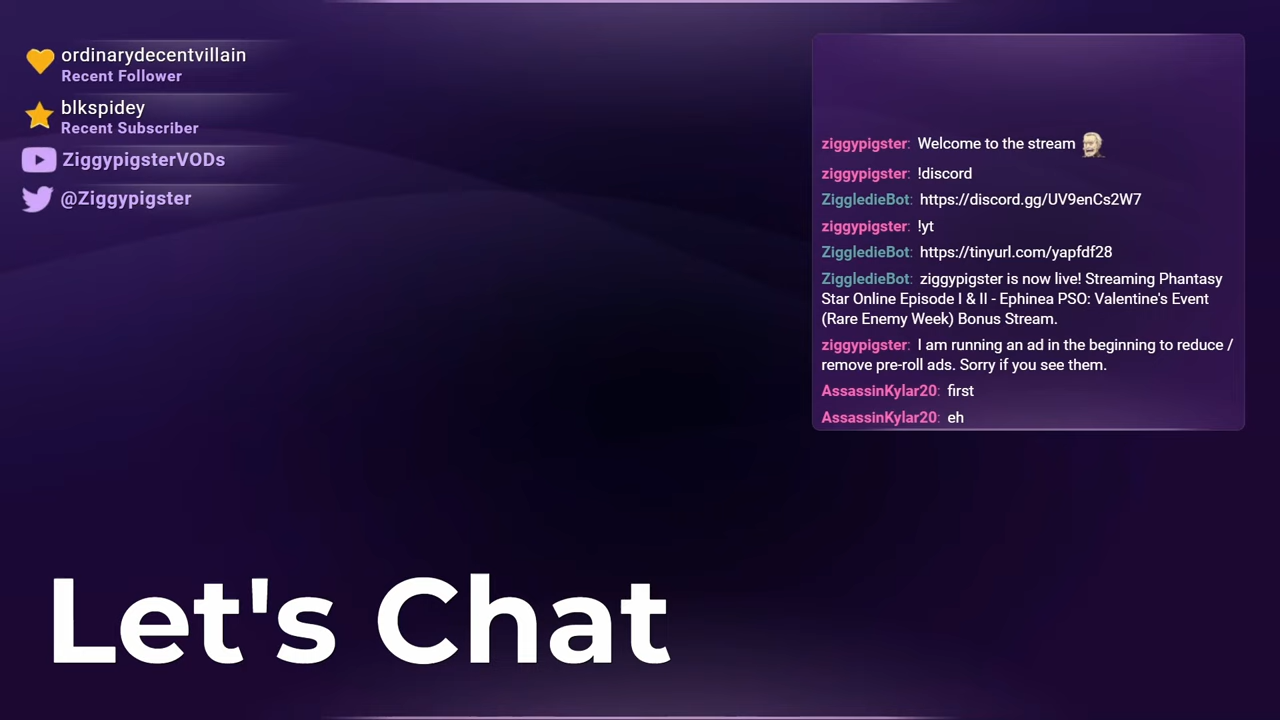 ordinarydecentvillain
Recent Follower
blkspidey
Recent Subscriber
ZiggypigsterVODs
@Ziggypigster
ziggypigster: Welcome to the stream
ziggypigster: !discord
ZiggledieBot: https://discord.gg/UV9enCs2W7
ziggypigster: !yt
ZiggledieBot: https://tinyurl.com/yapfdf28
ZiggledieBot: ziggypigster is now live! Streaming Phantasy
Star Online Episode I & II - Ephinea PSO: Valentine's Event
(Rare Enemy Week) Bonus Stream.
ziggypigster: I am running an ad in the beginning to reduce /
remove pre-roll ads. Sorry if you see them.
AssassinKylar20: first
AssassinKylar20: eh
Let's Chat